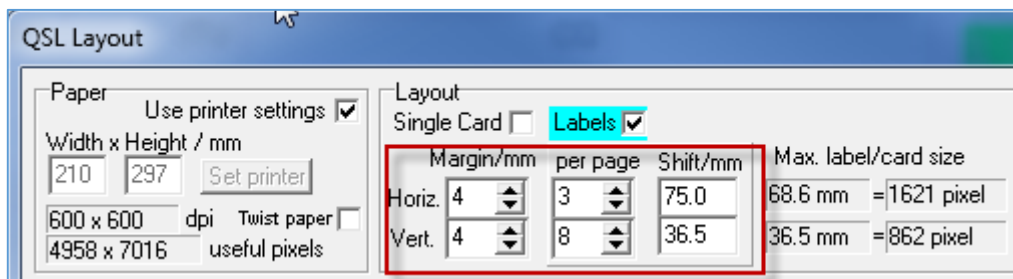 QSL Layout
Paper
Use printer settings
Width x Height / mm
210 297 Set printer
600 x 600 dpi Twist paper
4958 x 7016 useful pixels
Layout
Single Card Labels
Margin/mm per page Shift/mm Max. label/card size
Horiz. 4 3 75.0 68.6 mm =1621 pixel
Vert. 4 8 36.5 36.5 mm =862 pixel